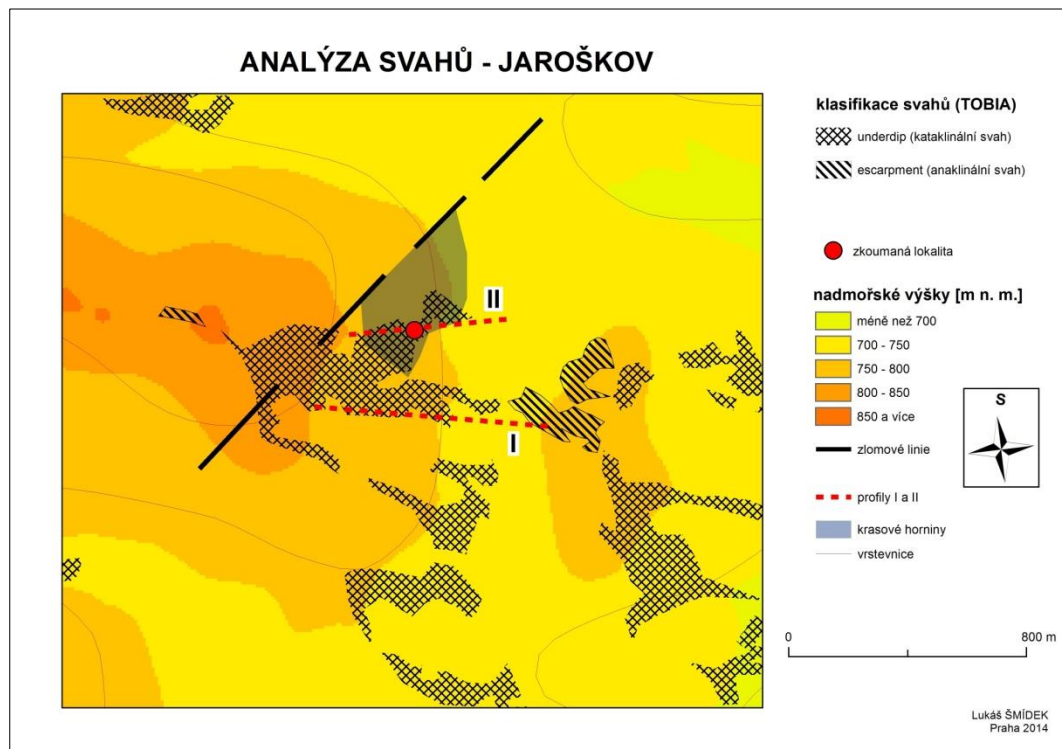 ANALÝZA SVAHŮ - JAROŠKOV
II
I
klasifikace svahů (TOBIA)
underdip (kataklinální svah)
escarpment (anaklinální svah)
zkoumaná lokalita
nadmořské výšky [m n. m.]
méně než 700
700 - 750
750 - 800
800 - 850
850 a více
zlomové linie
profily I a II
krasové horniny
vrstevnice
S
0 800 m
Lukáš ŠMÍDEK
Praha 2014